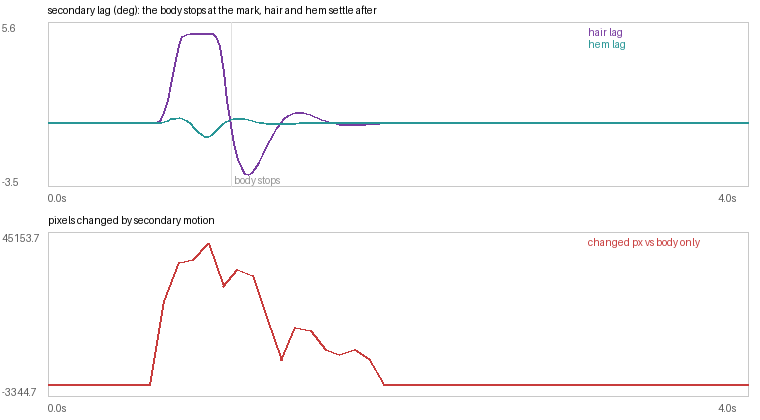 secondary lag (deg): the body stops at the mark, hair and hem settle after
5.6
hair lag
hem lag
body stops
-3.5
0.0s
4.0s
pixels changed by secondary motion
45153.7
changed px vs body only
-3344.7
0.0s
4.0s